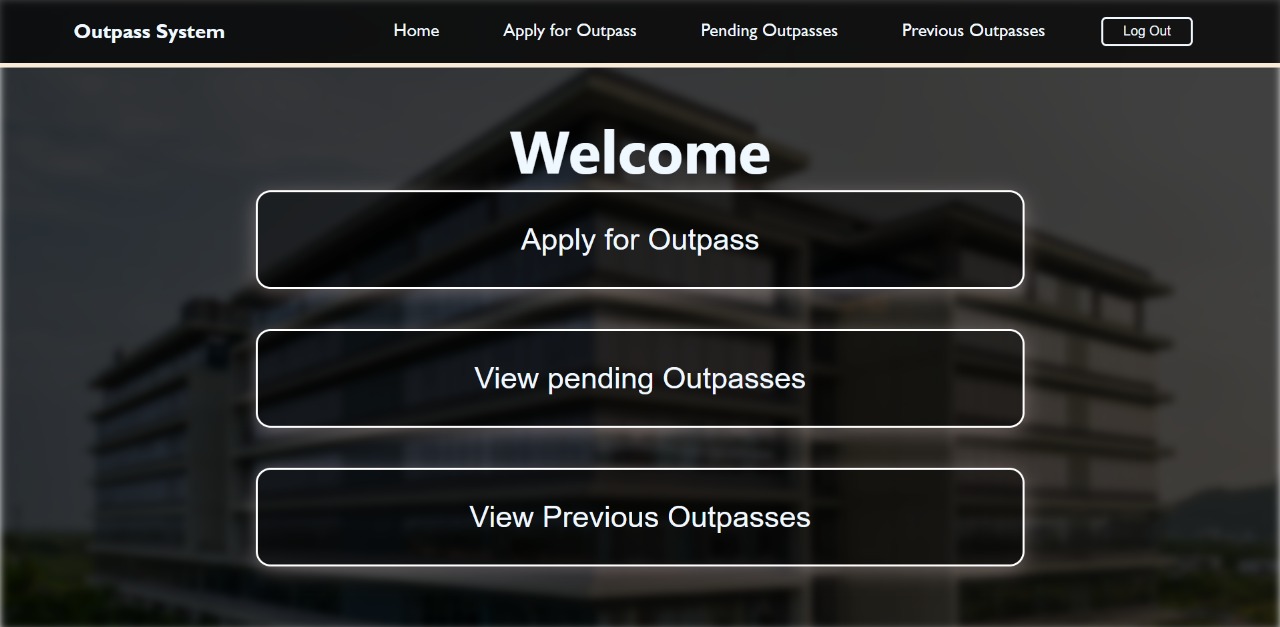 Outpass System Home Apply for Outpass Pending Outpasses Previous Outpasses Log Out
Welcome
Apply for Outpass
View pending Outpasses
View Previous Outpasses